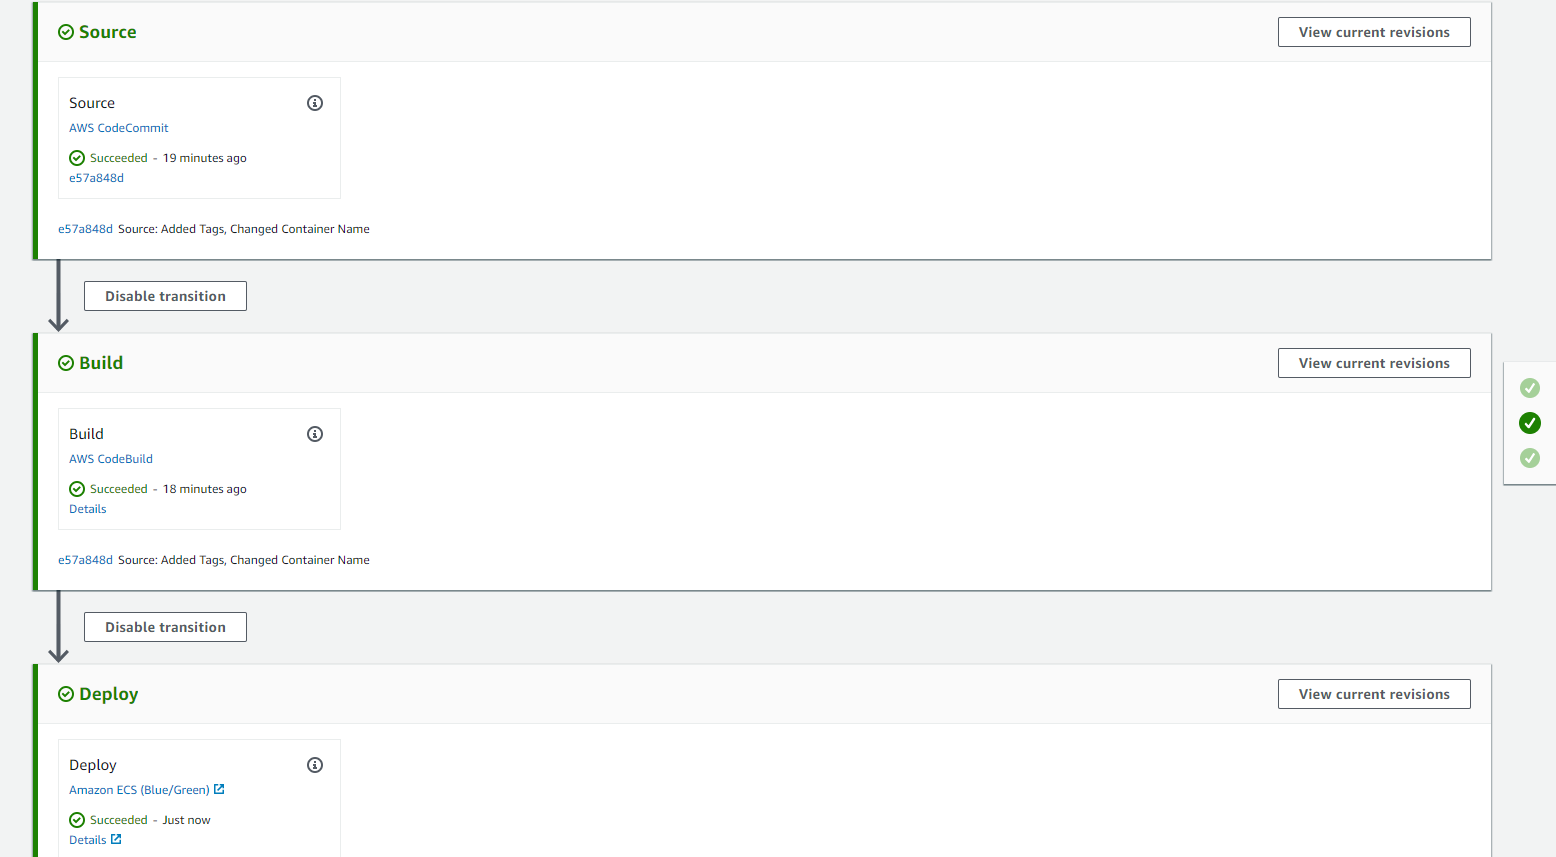 Source
View current revisions
Source
AWS CodeCommit
Succeeded - 19 minutes ago
e57a848d
e57a848d Source: Added Tags, Changed Container Name
Disable transition
Build
View current revisions
Build
AWS CodeBuild
Succeeded - 18 minutes ago
Details
e57a848d Source: Added Tags, Changed Container Name
Disable transition
Deploy
View current revisions
Deploy
Amazon ECS (Blue/Green)
Succeeded - Just now
Details